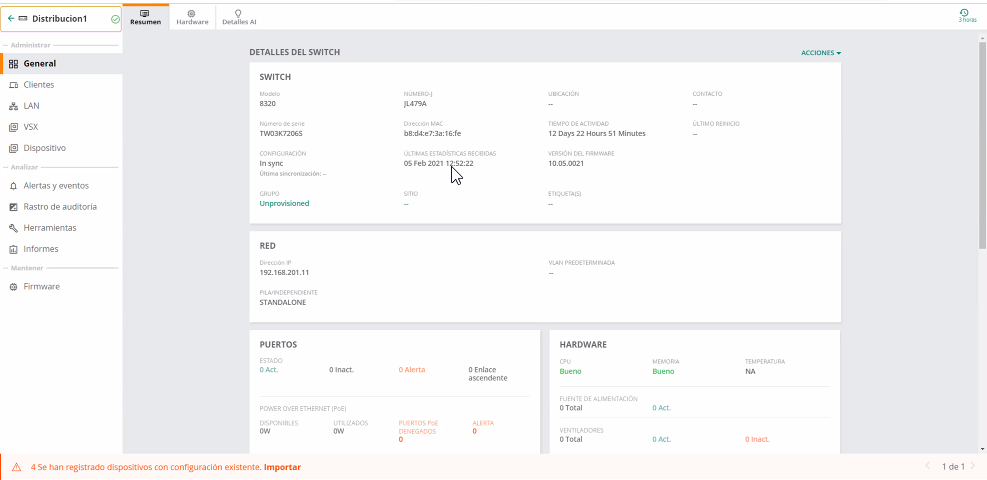 Distribucion1
Resumen
Hardware
Detalles AI
3 horas
Administrar
General
Clientes
LAN
VSX
Dispositivo
Analizar
Alertas y eventos
Rastro de auditoría
Herramientas
Informes
Mantener
Firmware
DETALLES DEL SWITCH
ACCIONES
SWITCH
Modelo
8320
NÚMERO-J
JL479A
UBICACIÓN
--
CONTACTO
--
Número de serie
TW03K7206S
Dirección MAC
b8:d4:e7:3a:16:fe
TIEMPO DE ACTIVIDAD
12 Days 22 Hours 51 Minutes
ÚLTIMO REINICIO
--
CONFIGURACIÓN
In sync
Última sincronización: --
ÚLTIMAS ESTADÍSTICAS RECIBIDAS
05 Feb 2021 12:52:22
VERSIÓN DEL FIRMWARE
10.05.0021
GRUPO
Unprovisioned
SITIO
--
ETIQUETA(S)
--
RED
Dirección IP
192.168.201.11
VLAN PREDETERMINADA
--
PILA/INDEPENDIENTE
STANDALONE
PUERTOS
ESTADO
0 Act.
0 Inact.
0 Alerta
0 Enlace
ascendente
POWER OVER ETHERNET (PoE)
DISPONIBLES
0W
UTILIZADOS
0W
PUERTOS PoE
DENEGADOS
0
ALERTA
0
HARDWARE
CPU
Bueno
MEMORIA
Bueno
TEMPERATURA
NA
FUENTE DE ALIMENTACIÓN
0 Total
0 Act.
VENTILADORES
0 Total
0 Act.
0 Inact.
4 Se han registrado dispositivos con configuración existente. Importar
1 de 1